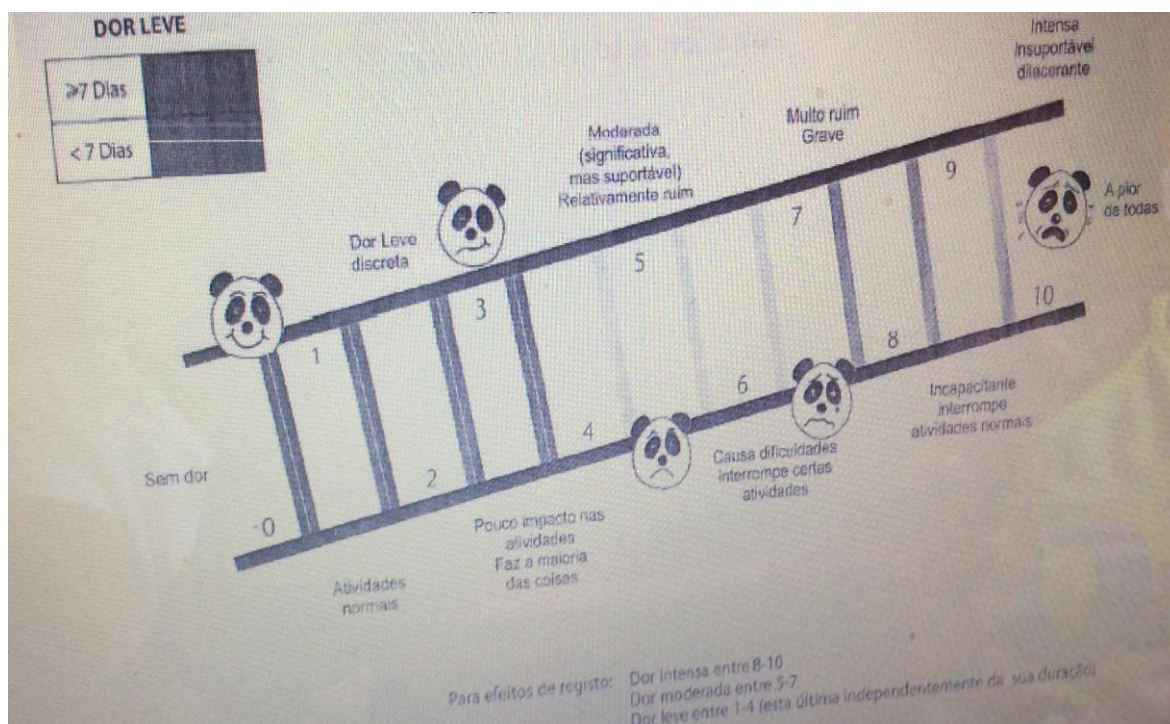 DOR LEVE
⩾7 Dias
< 7 Dias
Intensa
Insuportável
dilacerante
Muito ruim
Grave
Moderada
(significativa,
mas suportável)
Relativamente ruim
Dor Leve
discreta
A pior
de todas
9
7
5
3
1
10
8
6
4
2
0
Sem dor
Incapacitante
interrompe
atividades normais
Causa dificuldades
interrompe certas
atividades
Pouco impacto nas
atividades
Faz a maioria
das coisas
Atividades
normais
Para efeitos de registo: Dor intensa entre 8-10
Dor moderada entre 5-7
Dor leve entre 1-4 (esta última independentemente da sua duração)